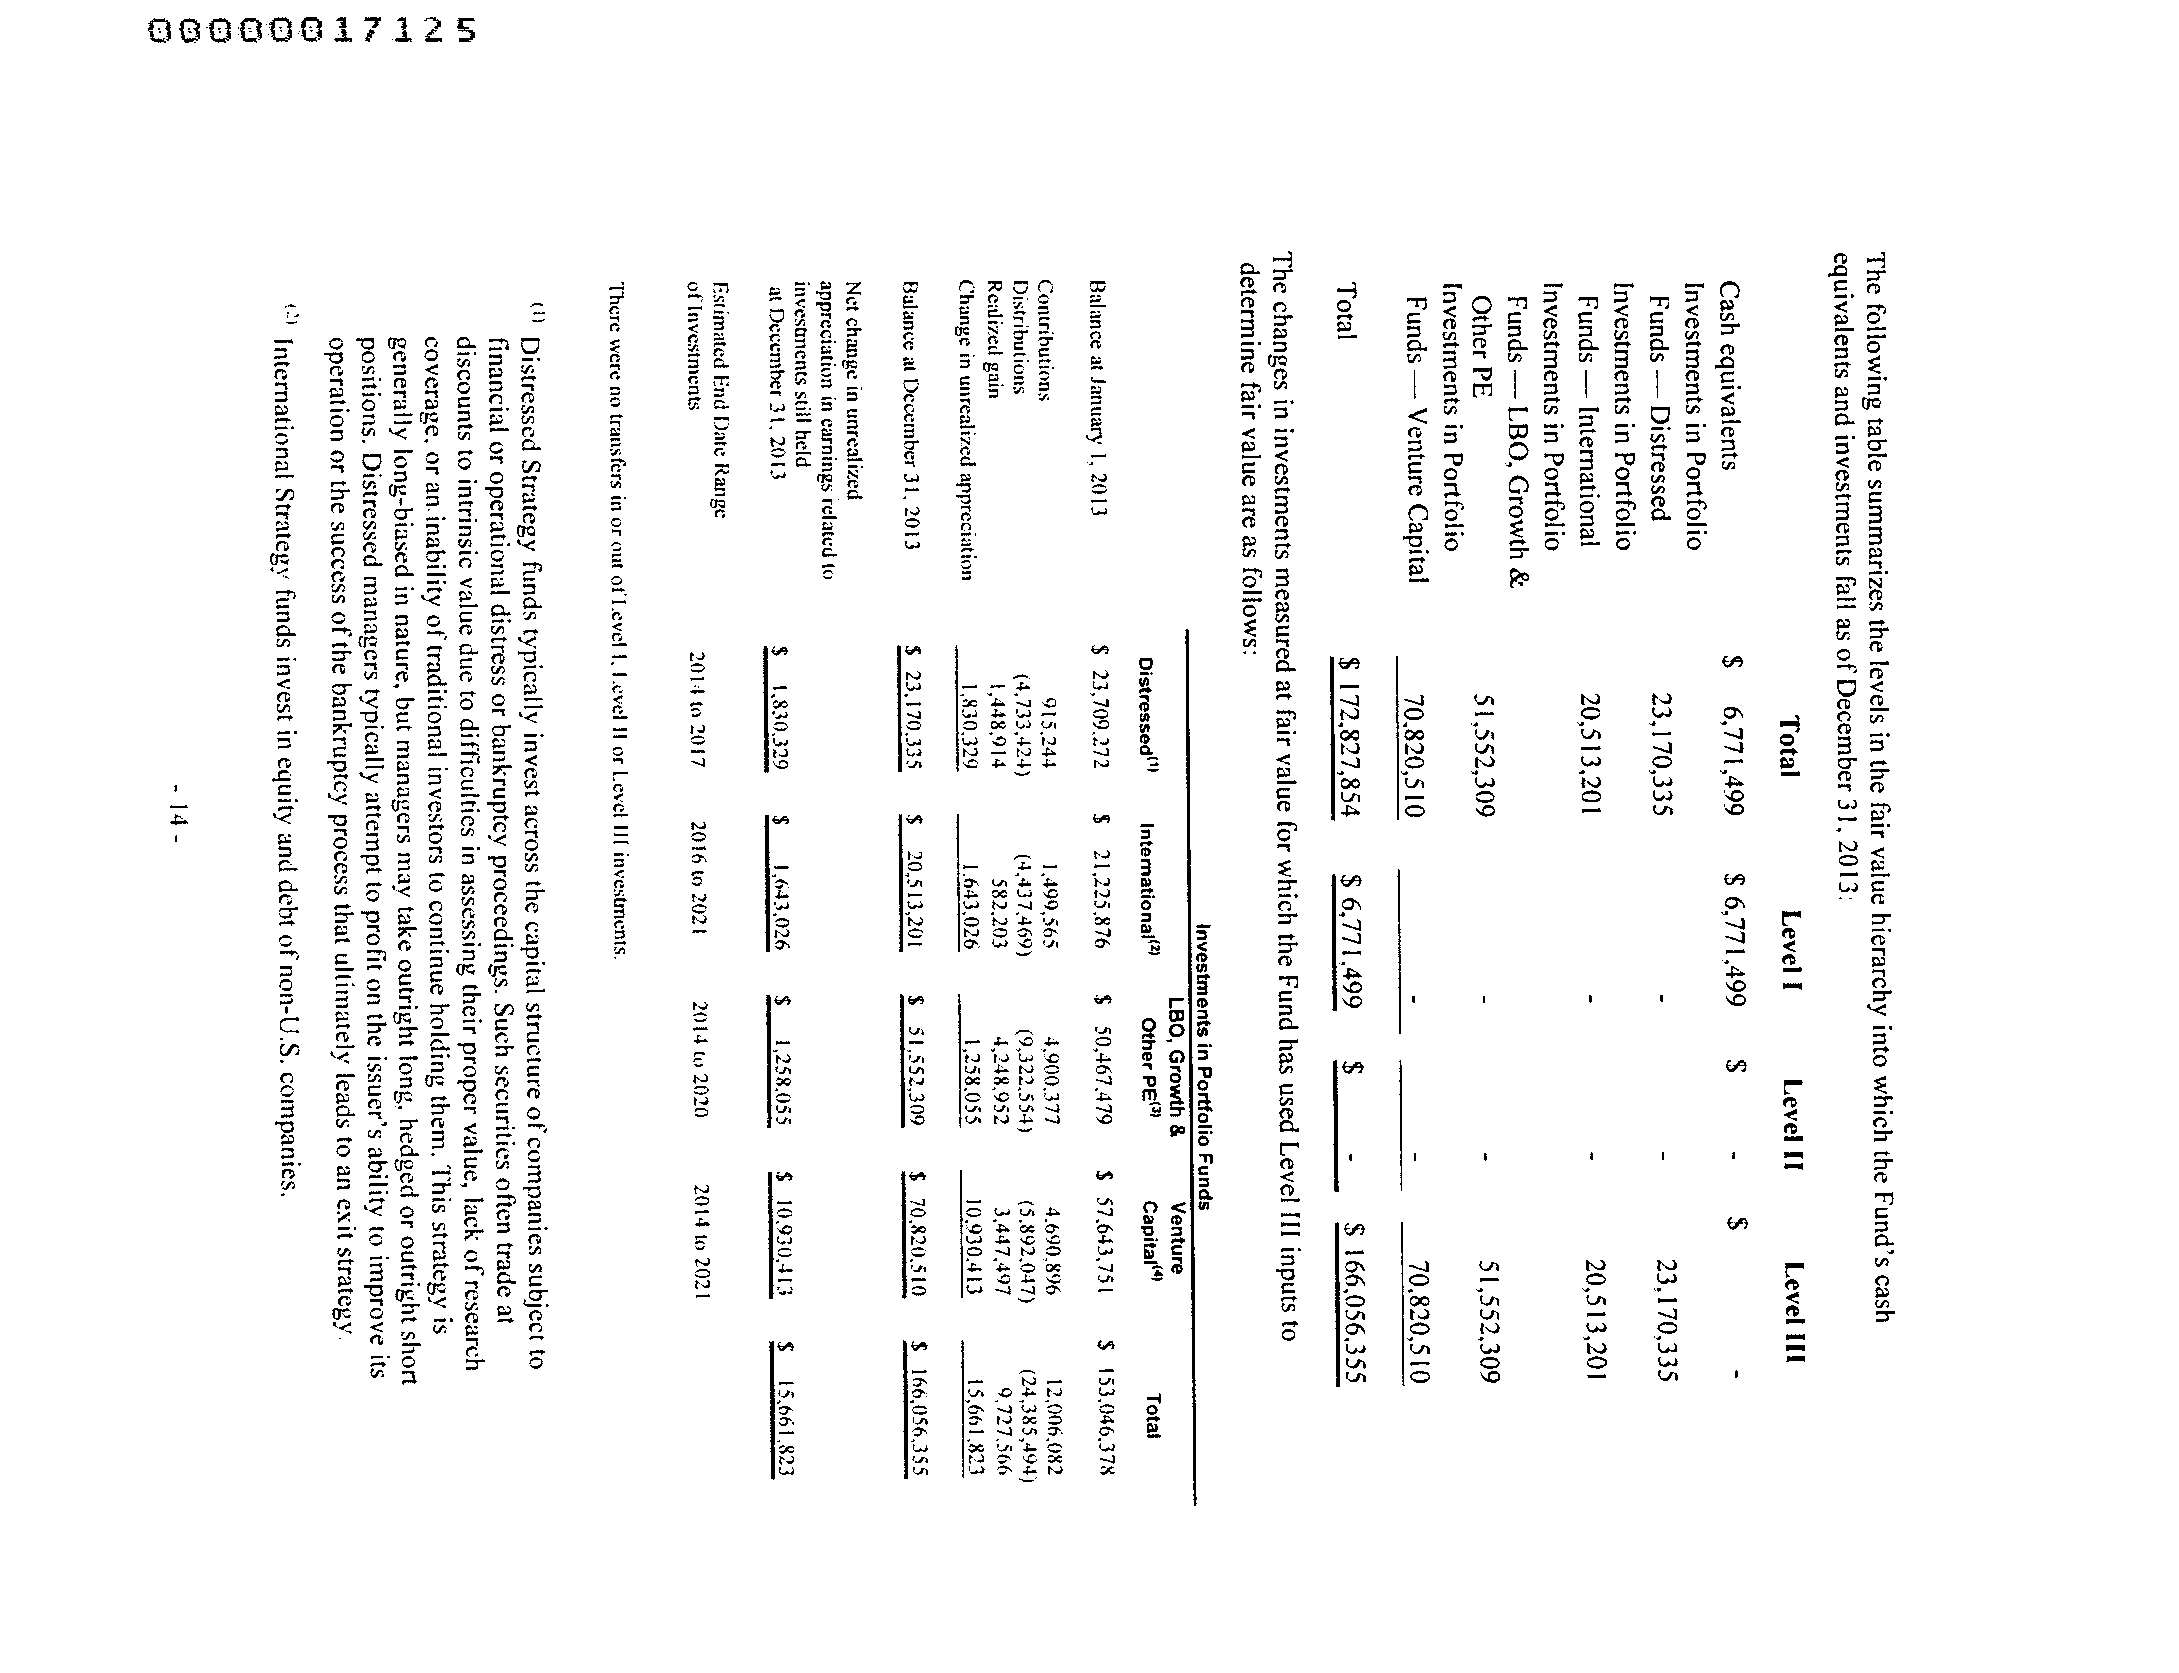 00000017125
The following table summarizes the levels in the fair value hierarchy into which the Fund's cash
equivalents and investments fall as of December 31, 2013:
Total Level I Level II Level III
Cash equivalents $ 6,771,499 $ 6,771,499 $ - $ -
Investments in Portfolio
Funds — Distressed 23,170,335 - - 23,170,335
Investments in Portfolio
Funds — International 20,513,201 - - 20,513,201
Investments in Portfolio
Funds — LBO, Growth &
Other PE 51,552,309 - - 51,552,309
Investments in Portfolio
Funds — Venture Capital 70,820,510 - - 70,820,510
Total $ 172,827,854 $ 6,771,499 $ - $ 166,056,355
The changes in investments measured at fair value for which the Fund has used Level III inputs to
determine fair value are as follows:
Investments in Portfolio Funds
LBO, Growth & Venture
Distressed(1) International(2) Other PE(3) Capital(4) Total
Balance at January 1, 2013 $ 23,709,272 $ 21,225,876 $ 50,467,479 $ 57,643,751 $ 153,046,378
Contributions 915,244 1,499,565 4,900,377 4,690,896 12,006,082
Distributions (4,733,424) (4,437,469) (9,322,554) (5,892,047) (24,385,494)
Realized gain 1,448,914 582,203 4,248,952 3,447,497 9,727,566
Change in unrealized appreciation 1,830,329 1,643,026 1,258,055 10,930,413 15,661,823
Balance at December 31, 2013 $ 23,170,335 $ 20,513,201 $ 51,552,309 $ 70,820,510 $ 166,056,355
Net change in unrealized
appreciation in earnings related to
investments still held
at December 31, 2013 $ 1,830,329 $ 1,643,026 $ 1,258,055 $ 10,930,413 $ 15,661,823
Estimated End Date Range
of Investments 2014 to 2017 2016 to 2021 2014 to 2020 2014 to 2021
There were no transfers in or out of Level I, Level II or Level III investments.
(1) Distressed Strategy funds typically invest across the capital structure of companies subject to
financial or operational distress or bankruptcy proceedings. Such securities often trade at
discounts to intrinsic value due to difficulties in assessing their proper value, lack of research
coverage, or an inability of traditional investors to continue holding them. This strategy is
generally long-biased in nature, but managers may take outright long, hedged or outright short
positions. Distressed managers typically attempt to profit on the issuer's ability to improve its
operation or the success of the bankruptcy process that ultimately leads to an exit strategy.
(2) International Strategy funds invest in equity and debt of non-U.S. companies.
- 14 -